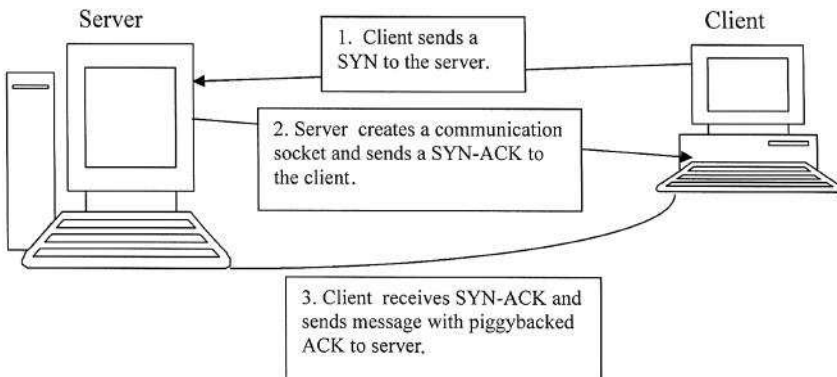 Server
Client
1. Client sends a
SYN to the server.
2. Server creates a communication
socket and sends a SYN-ACK to
the client.
3. Client receives SYN-ACK and
sends message with piggybacked
ACK to server.